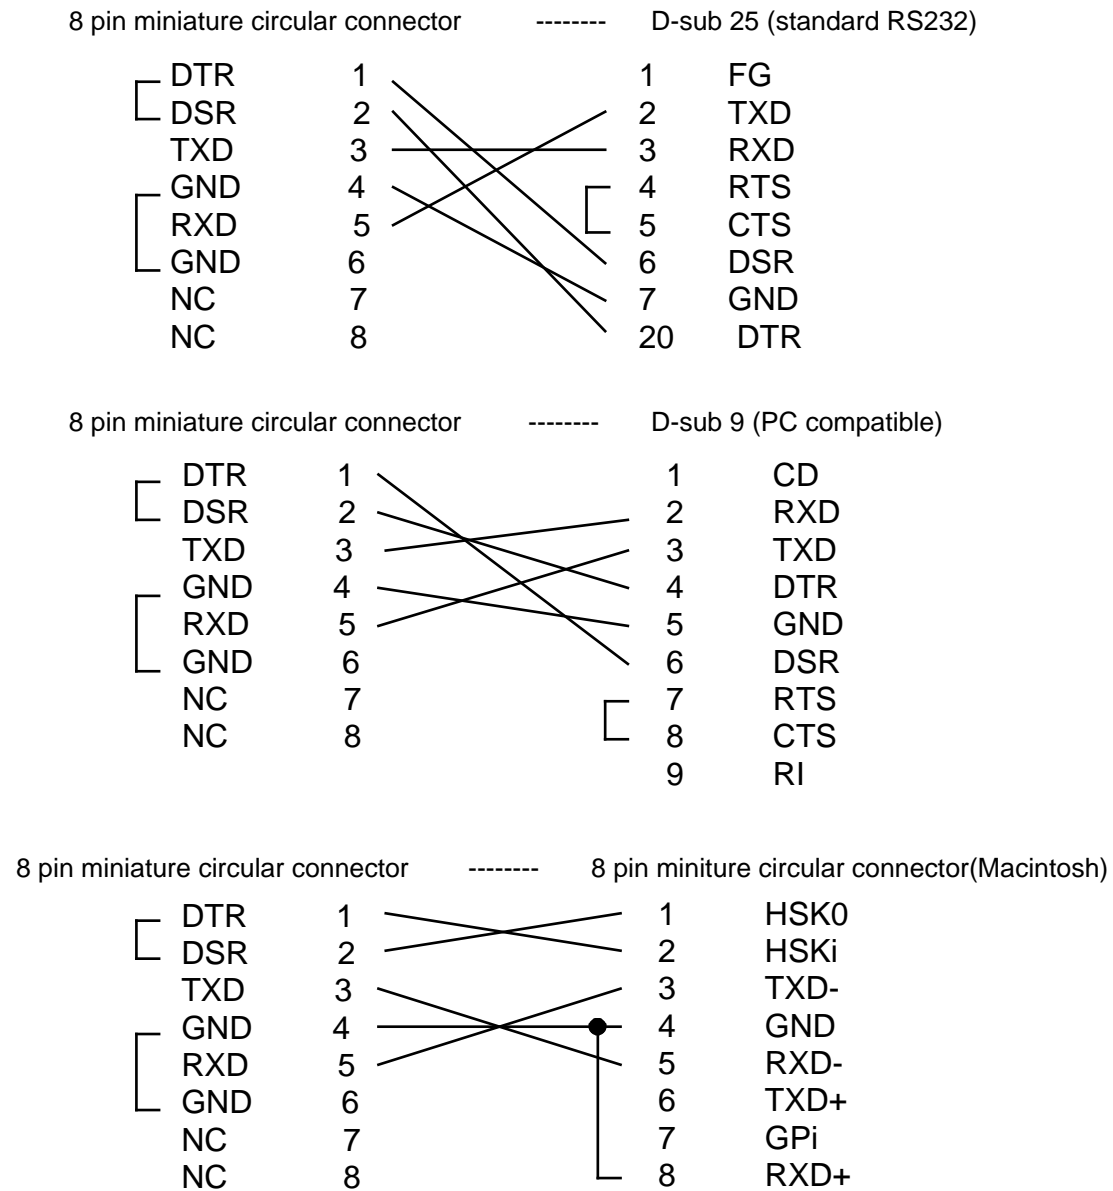 8 pin miniature circular connector -------- D-sub 25 (standard RS232)
DTR 1 1 FG
DSR 2 2 TXD
TXD 3 3 RXD
GND 4 4 RTS
RXD 5 5 CTS
GND 6 6 DSR
NC 7 7 GND
NC 8 20 DTR
8 pin miniature circular connector -------- D-sub 9 (PC compatible)
DTR 1 1 CD
DSR 2 2 RXD
TXD 3 3 TXD
GND 4 4 DTR
RXD 5 5 GND
GND 6 6 DSR
NC 7 7 RTS
NC 8 8 CTS
9 RI
8 pin miniature circular connector -------- 8 pin miniture circular connector(Macintosh)
DTR 1 1 HSK0
DSR 2 2 HSKi
TXD 3 3 TXD-
GND 4 4 GND
RXD 5 5 RXD-
GND 6 6 TXD+
NC 7 7 GPi
NC 8 8 RXD+